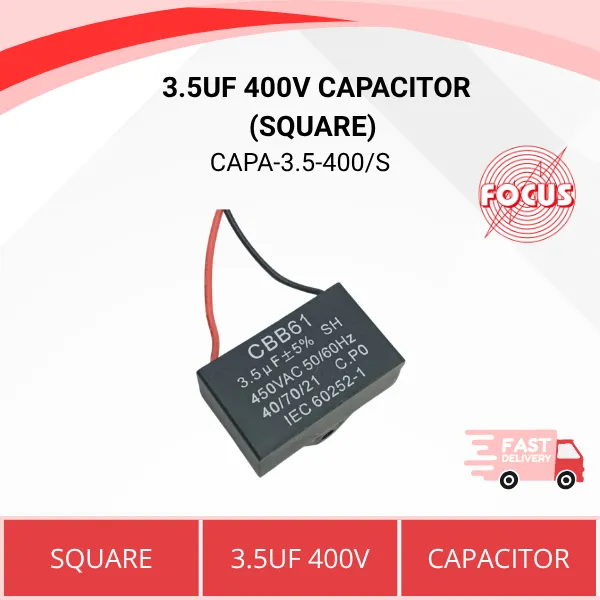 3.5UF 400V CAPACITOR
(SQUARE)
CAPA-3.5-400/S
FOCUS
CBB61
3.5μF±5% SH
450VAC 50/60Hz
40/70/21 C.P0
IEC 60252-1
FAST
DELIVERY
SQUARE
3.5UF 400V
CAPACITOR